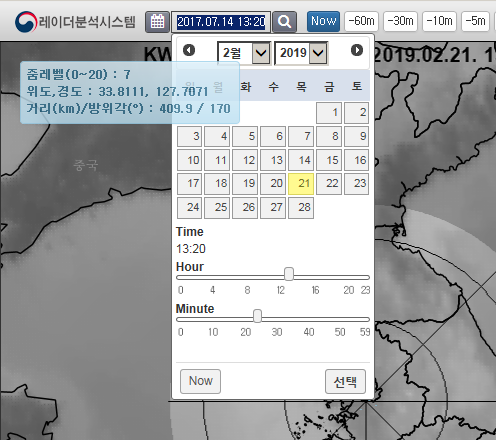 레이더분석시스템 2017.07.14 13:20 Now -60m -30m -10m -5m
KW 2월 2019 2019.02.21. 1
줌레벨(0~20) : 7
위도,경도 : 33.8111, 127.7071
거리(km)/방위각(º) : 409.9 / 170
화 수 목 금 토
1 2
3 4 5 6 7 8 9
10 11 12 13 14 15 16
17 18 19 20 21 22 23
24 25 26 27 28
중국
Time
13:20
Hour
0 4 8 12 16 20 23
Minute
0 10 20 30 40 50 59
Now 선택